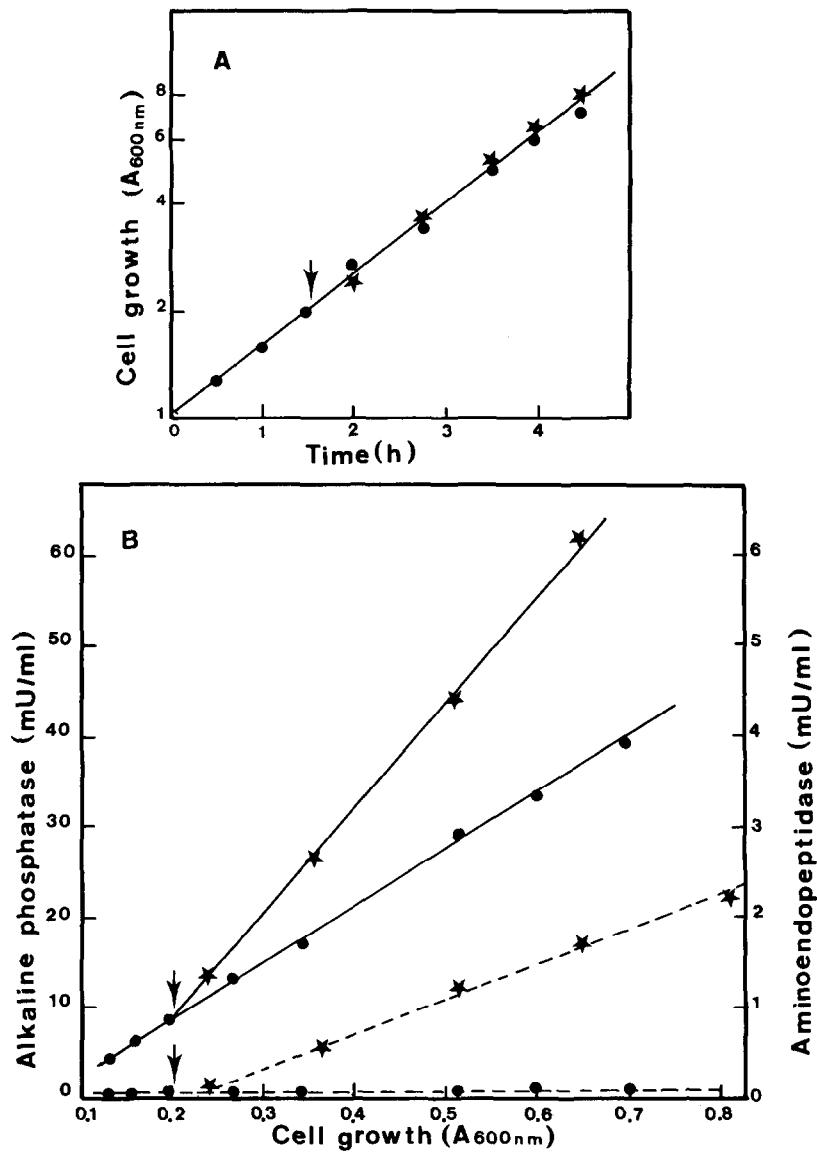 A
Cell growth (A600nm)
8
6
4
2
1
0 1 2 3 4
Time (h)
B
Alkaline phosphatase (mU/ml)
60
50
40
30
20
10
0
Aminoendopeptidase (mU/ml)
6
5
4
3
2
1
0
0.1 0.2 0.3 0.4 0.5 0.6 0.7 0.8
Cell growth (A600nm)